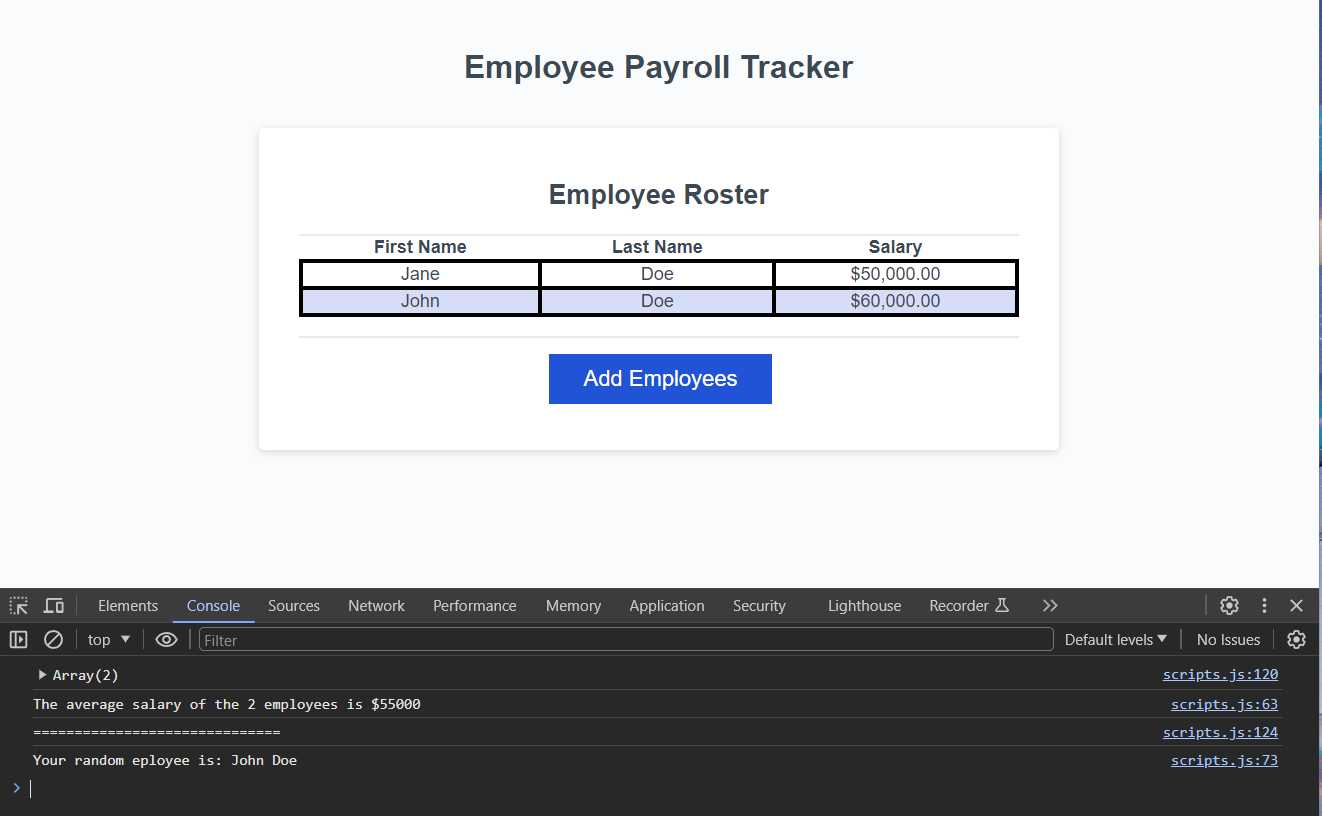 Employee Payroll Tracker
Employee Roster
First Name Last Name Salary
Jane Doe $50,000.00
John Doe $60,000.00
Add Employees
Elements Console Sources Network Performance Memory Application Security Lighthouse Recorder
top Filter Default levels No Issues
Array(2) scripts.js:120
The average salary of the 2 employees is $55000 scripts.js:63
============================== scripts.js:124
Your random eployee is: John Doe scripts.js:73